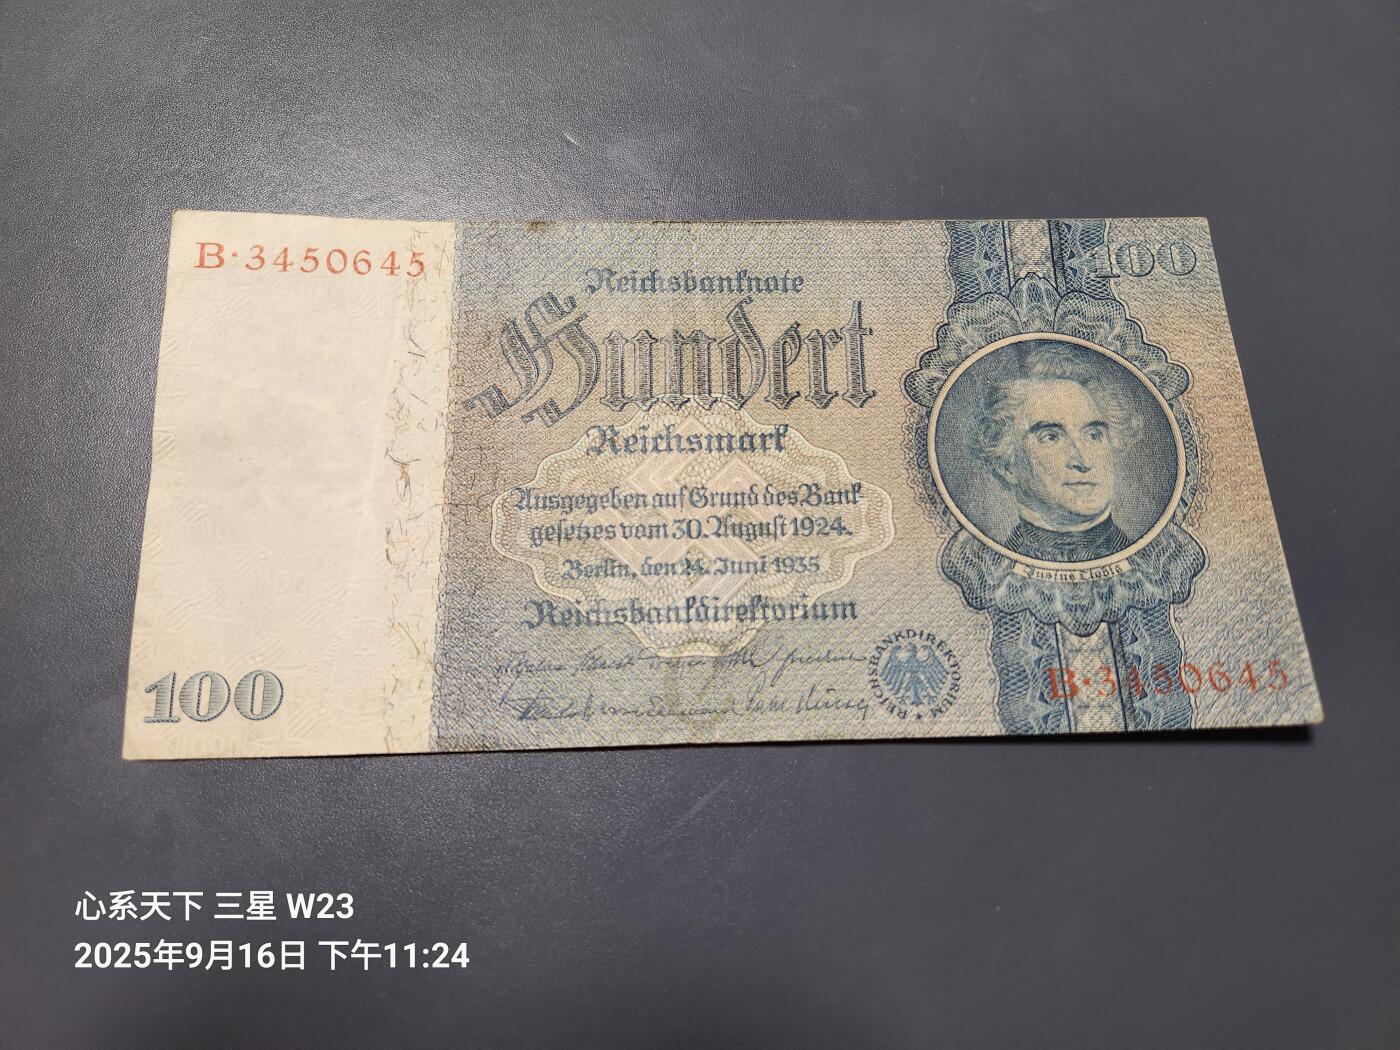 B·3450645
100
Reichsbanknote
Hundert
Reichsmark
Ausgegeben auf Grund des Bank-
gesetzes vom 30. August 1924.
Berlin, den 24. Juni 1935
Reichsbankdirektorium
REICHSBANKDIREKTORIUM
Justus Liebig
B·3450645
100
心系天下 三星 W23
2025年9月16日 下午11:24